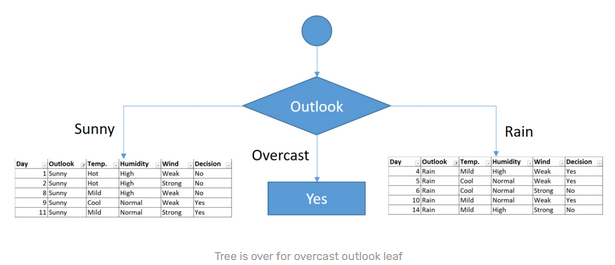 Outlook
Sunny
Overcast
Rain
Day Outlook Temp. Humidity Wind Decision
1 Sunny Hot High Weak No
2 Sunny Hot High Strong No
8 Sunny Mild High Weak No
9 Sunny Cool Normal Weak Yes
11 Sunny Mild Normal Strong Yes
Yes
Day Outlook Temp. Humidity Wind Decision
4 Rain Mild High Weak Yes
5 Rain Cool Normal Weak Yes
6 Rain Cool Normal Strong No
10 Rain Mild Normal Weak Yes
14 Rain Mild High Strong No
Tree is over for overcast outlook leaf